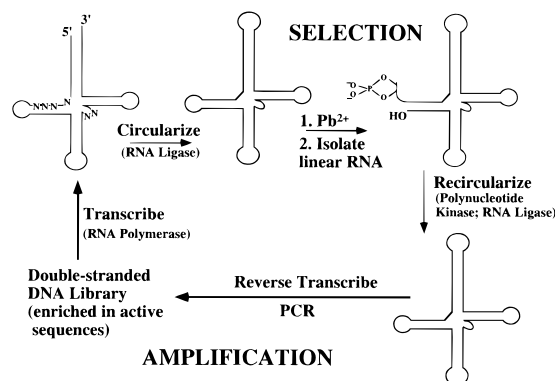 SELECTION
5'
3'
N-N-N-N
N
N
Circularize
(RNA Ligase)
1. Pb2+
2. Isolate
linear RNA
O
-O
P
O
O
O
-
HO
Recircularize
(Polynucleotide
Kinase; RNA Ligase)
Transcribe
(RNA Polymerase)
Double-stranded
DNA Library
(enriched in active
sequences)
Reverse Transcribe
PCR
AMPLIFICATION